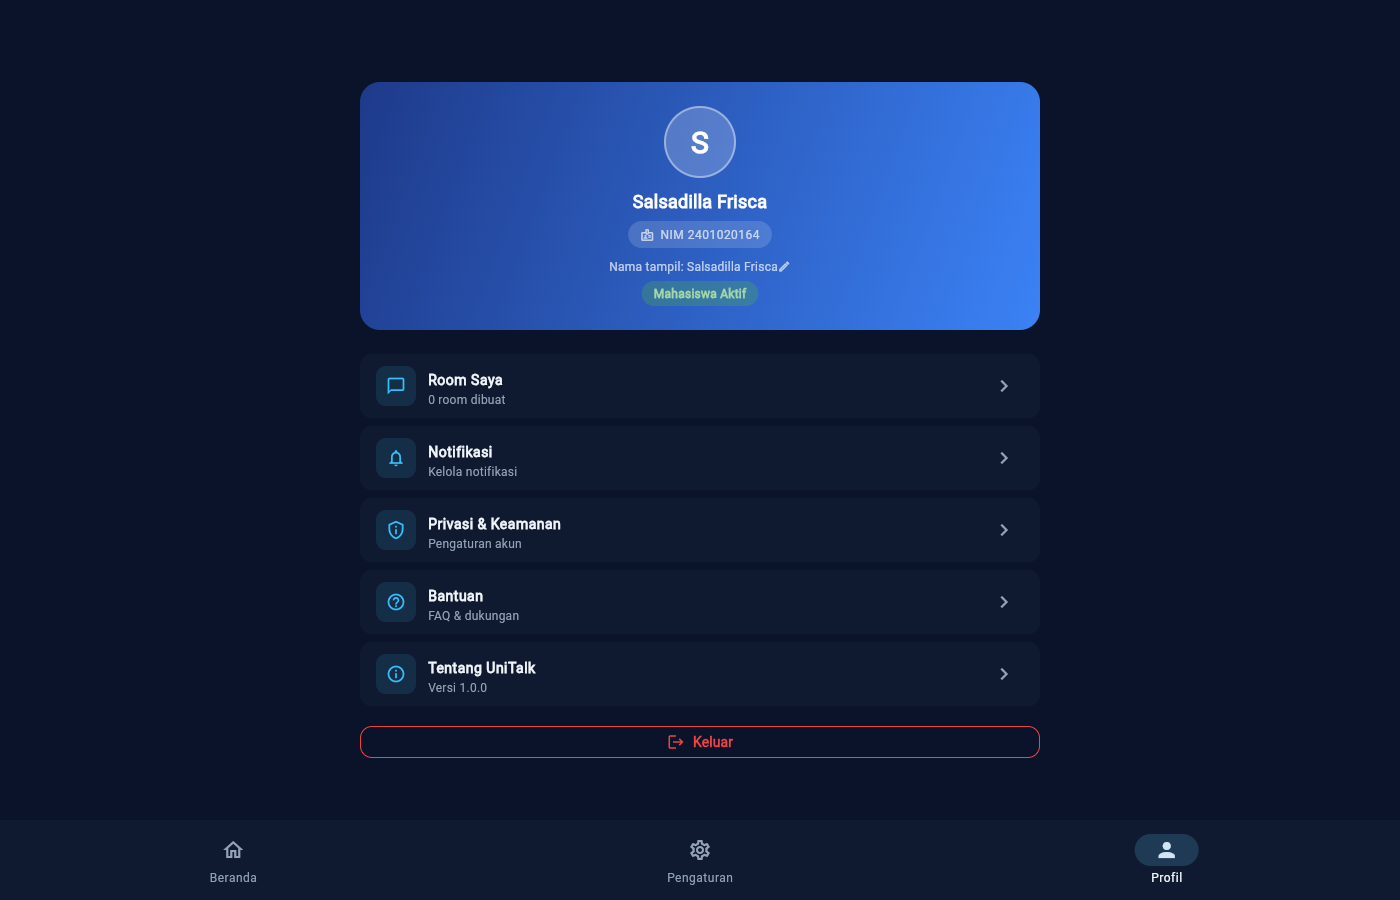 S
Salsadilla Frisca
NIM 2401020164
Nama tampil: Salsadilla Frisca
Mahasiswa Aktif
Room Saya
0 room dibuat
Notifikasi
Kelola notifikasi
Privasi & Keamanan
Pengaturan akun
Bantuan
FAQ & dukungan
Tentang UniTalk
Versi 1.0.0
Keluar
Beranda
Pengaturan
Profil